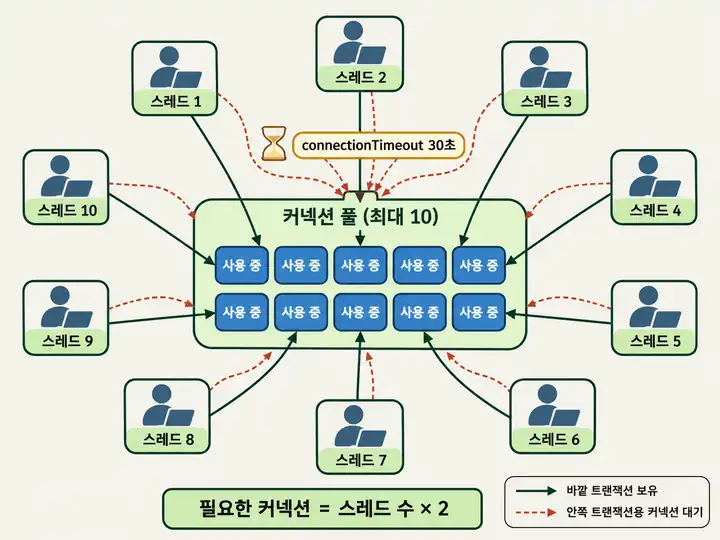 스레드 1
스레드 2
스레드 3
connectionTimeout 30초
스레드 10
스레드 4
커넥션 풀 (최대 10)
사용 중 사용 중 사용 중 사용 중 사용 중
사용 중 사용 중 사용 중 사용 중 사용 중
스레드 9
스레드 5
스레드 8
스레드 7
스레드 6
필요한 커넥션 = 스레드 수 × 2
바깥 트랜잭션 보유
안쪽 트랜잭션용 커넥션 대기